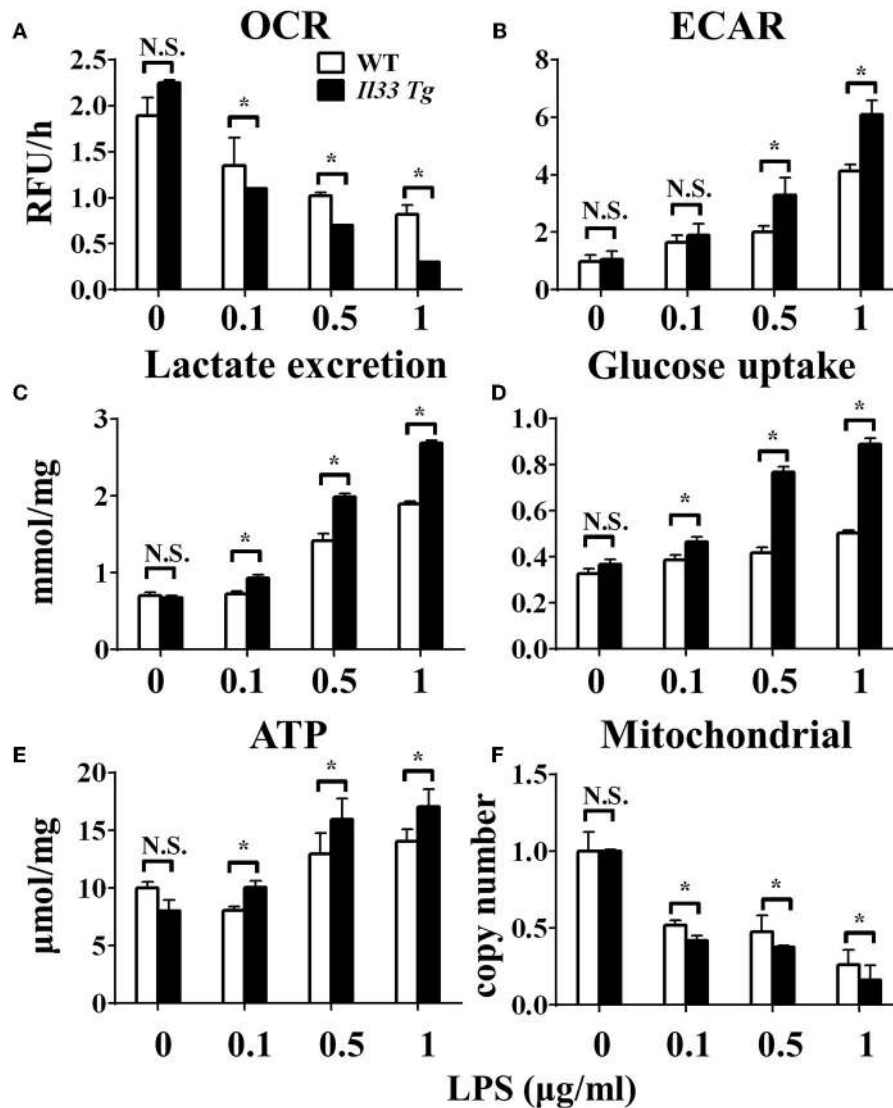 A OCR
B ECAR
RFU/h
2.5
2.0
1.5
1.0
0.5
0.0
N.S. * * *
WT
Il33 Tg
0 0.1 0.5 1
8
6
4
2
0
N.S. N.S. * *
0 0.1 0.5 1
C Lactate excretion
D Glucose uptake
mmol/mg
3
2
1
0
N.S. * * *
0 0.1 0.5 1
1.0
0.8
0.6
0.4
0.2
0.0
N.S. * * *
0 0.1 0.5 1
E ATP
F Mitochondrial
µmol/mg
20
15
10
5
0
N.S. * * *
0 0.1 0.5 1
copy number
1.5
1.0
0.5
0.0
N.S. * * *
0 0.1 0.5 1
LPS (µg/ml)